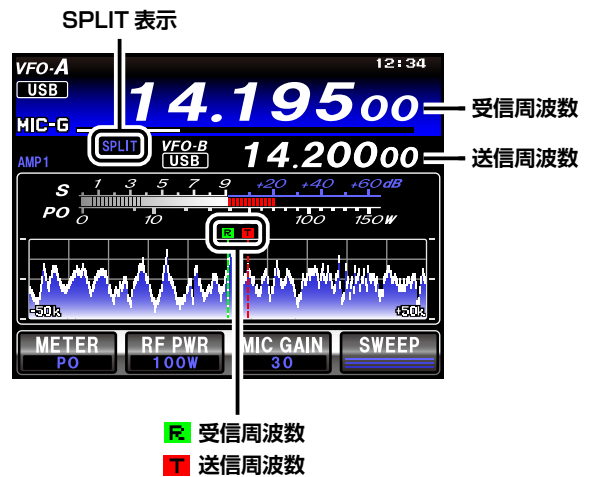 SPLIT 表示
VFO-A 12:34
USB 14.19500 受信周波数
MIC-G
SPLIT VFO-B
AMP1 USB 14.20000 送信周波数
S 1 3 5 7 9 +20 +40 +60dB
PO 0 10 100 150W
R T
-50k +50k
METER RF PWR MIC GAIN SWEEP
PO 100W 30
R 受信周波数
T 送信周波数